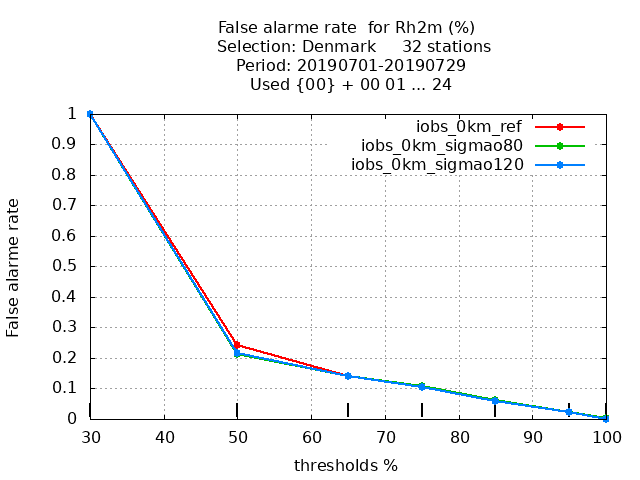 False alarme rate  for Rh2m (%)
Selection: Denmark     32 stations
Period: 20190701-20190729
Used {00} + 00 01 ... 24
iobs_0km_ref
iobs_0km_sigmao80
iobs_0km_sigmao120
False alarme rate
1
0.9
0.8
0.7
0.6
0.5
0.4
0.3
0.2
0.1
0
30 40 50 60 70 80 90 100
thresholds %